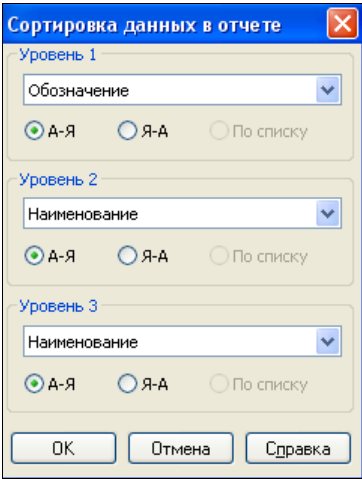 Сортировка данных в отчете
Уровень 1
Обозначение
А-Я Я-А По списку
Уровень 2
Наименование
А-Я Я-А По списку
Уровень 3
Наименование
А-Я Я-А По списку
ОК Отмена Справка